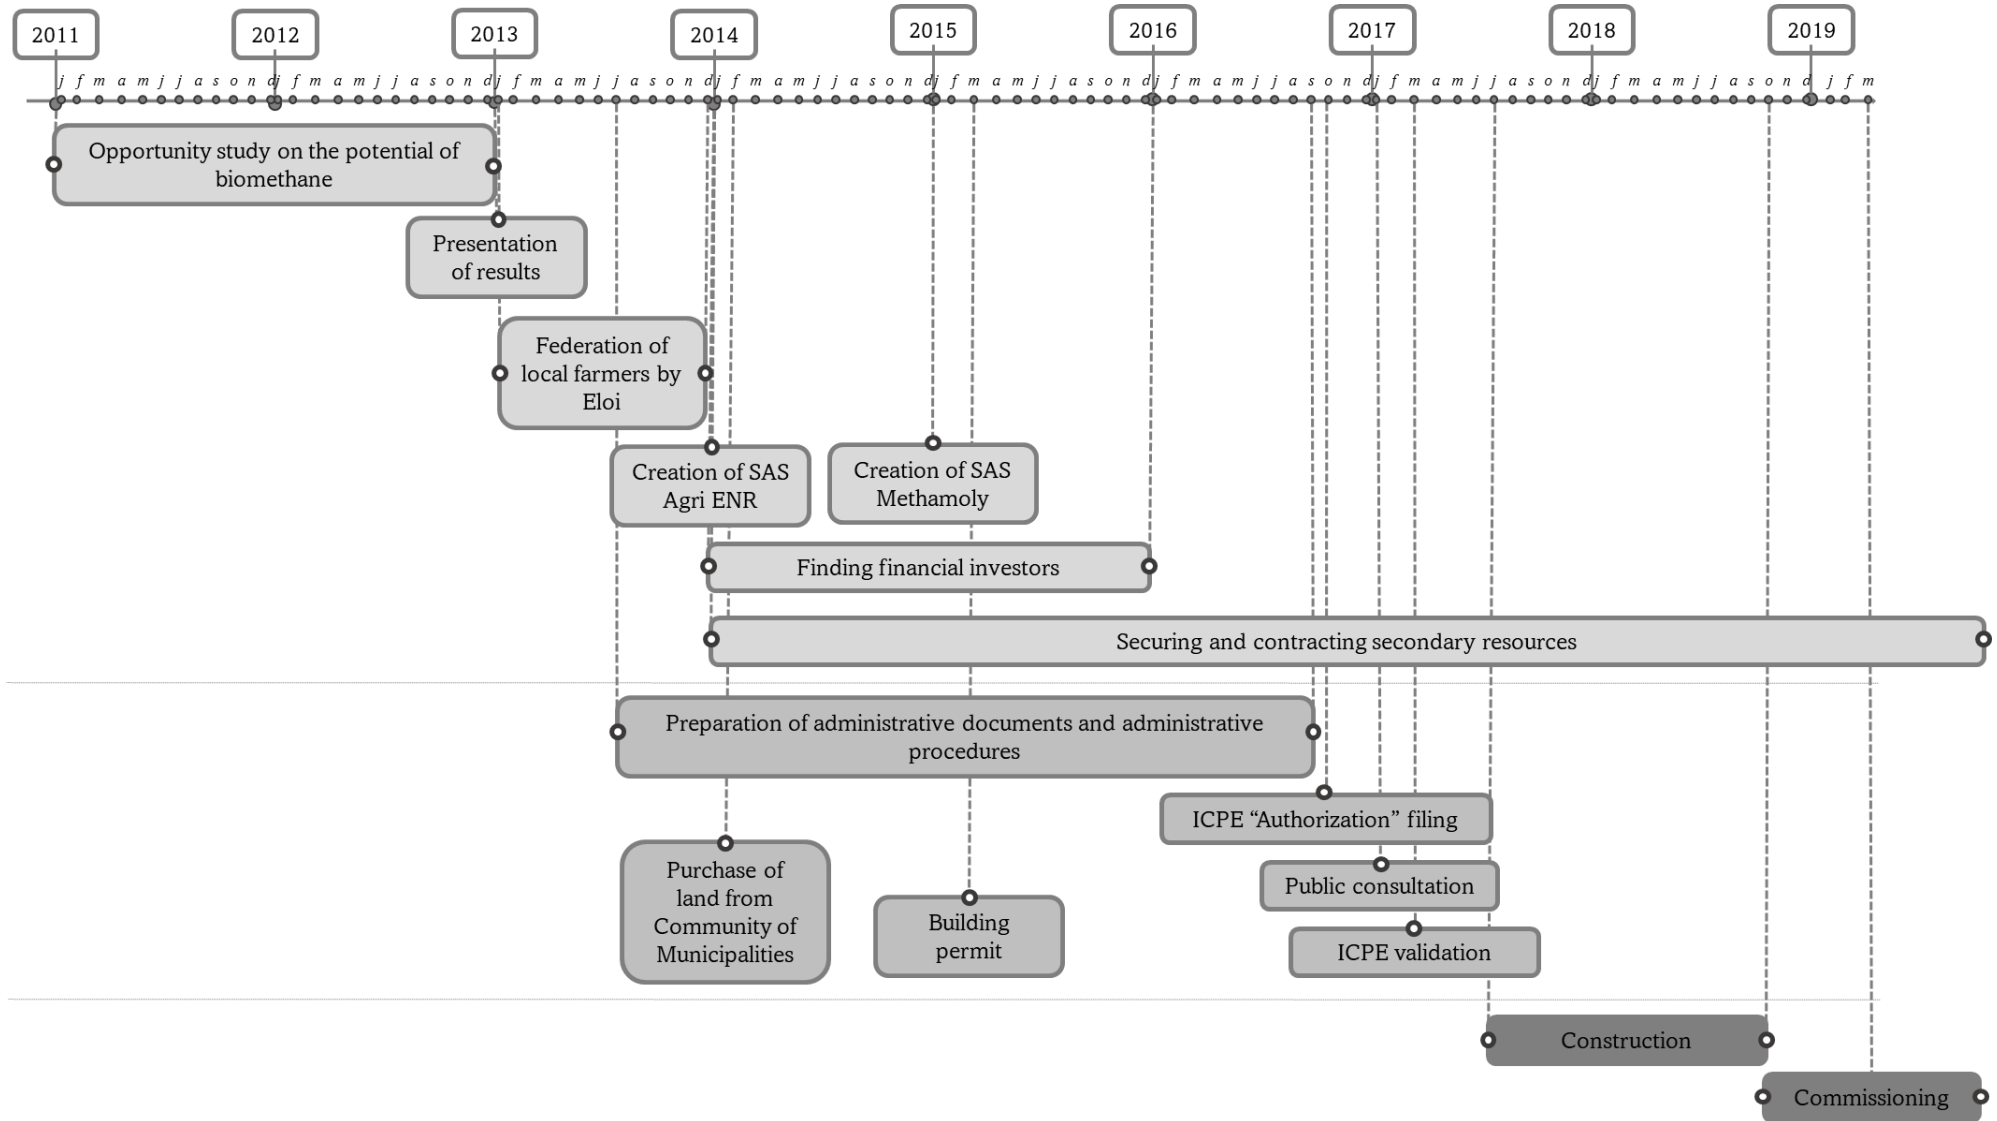 2011 2012 2013 2014 2015 2016 2017 2018 2019
j f m a m j j a s o n d j f m a m j j a s o n d j f m a m j j a s o n d j f m a m j j a s o n d j f m a m j j a s o n d j f m a m j j a s o n d j f m a m j j a s o n d j f m a m j j a s o n d j f m
Opportunity study on the potential of
biomethane
Presentation
of results
Federation of
local farmers by
Eloi
Creation of SAS
Agri ENR
Creation of SAS
Methamoly
Finding financial investors
Securing and contracting secondary resources
Preparation of administrative documents and administrative
procedures
ICPE “Authorization” filing
Purchase of
land from
Community of
Municipalities
Public consultation
Building
permit
ICPE validation
Construction
Commissioning